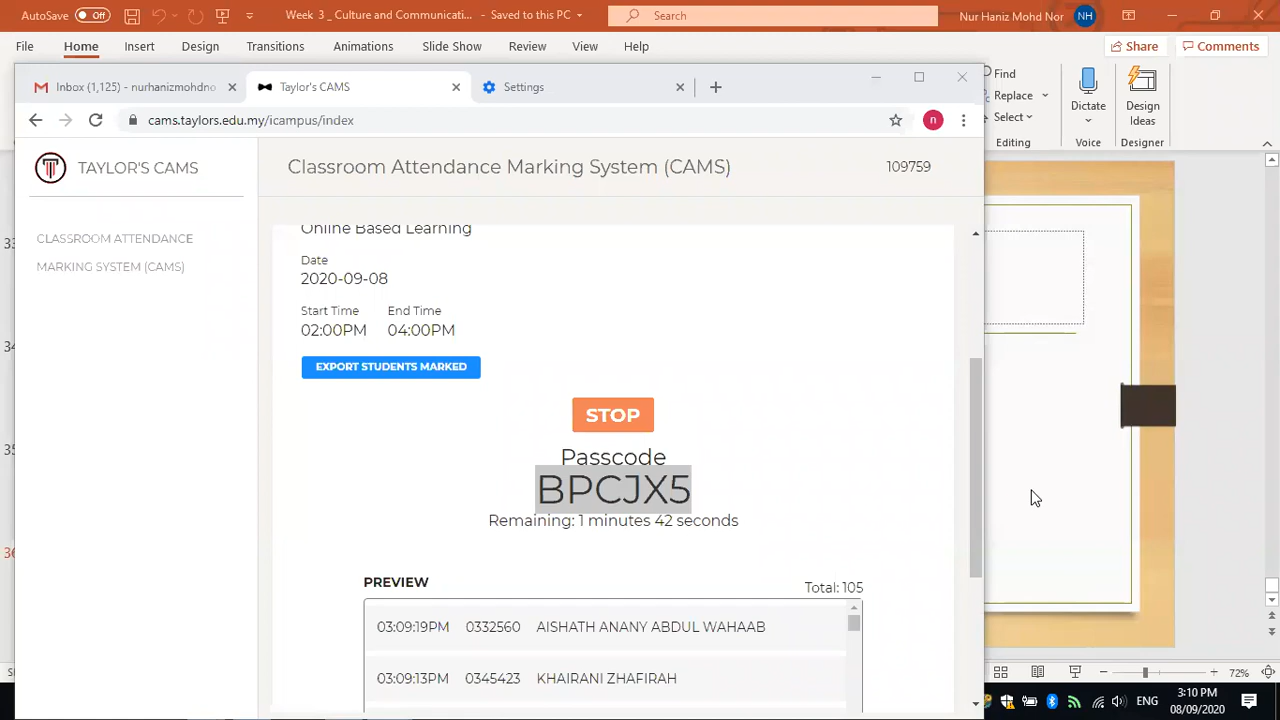 AutoSave Off Week 3 _ Culture and Communicati... - Saved to this PC Search Nur Haniz Mohd Nor NH
File Home Insert Design Transitions Animations Slide Show Review View Help Share Comments
Inbox (1,125) - nurhanizmohdno Taylor's CAMS Settings
Find
Replace
Select
Editing
Dictate
Voice
Design
Ideas
Designer
cams.taylors.edu.my/icampus/index n
TAYLOR'S CAMS
CLASSROOM ATTENDANCE
MARKING SYSTEM (CAMS)
Classroom Attendance Marking System (CAMS) 109759
Online Based Learning
Date
2020-09-08
Start Time End Time
02:00PM 04:00PM
EXPORT STUDENTS MARKED
STOP
Passcode
BPCJX5
Remaining: 1 minutes 42 seconds
PREVIEW Total: 105
03:09:19PM 0332560 AISHATH ANANY ABDUL WAHAAB
03:09:13PM 0345423 KHAIRANI ZHAFIRAH
72%
ENG
3:10 PM
08/09/2020